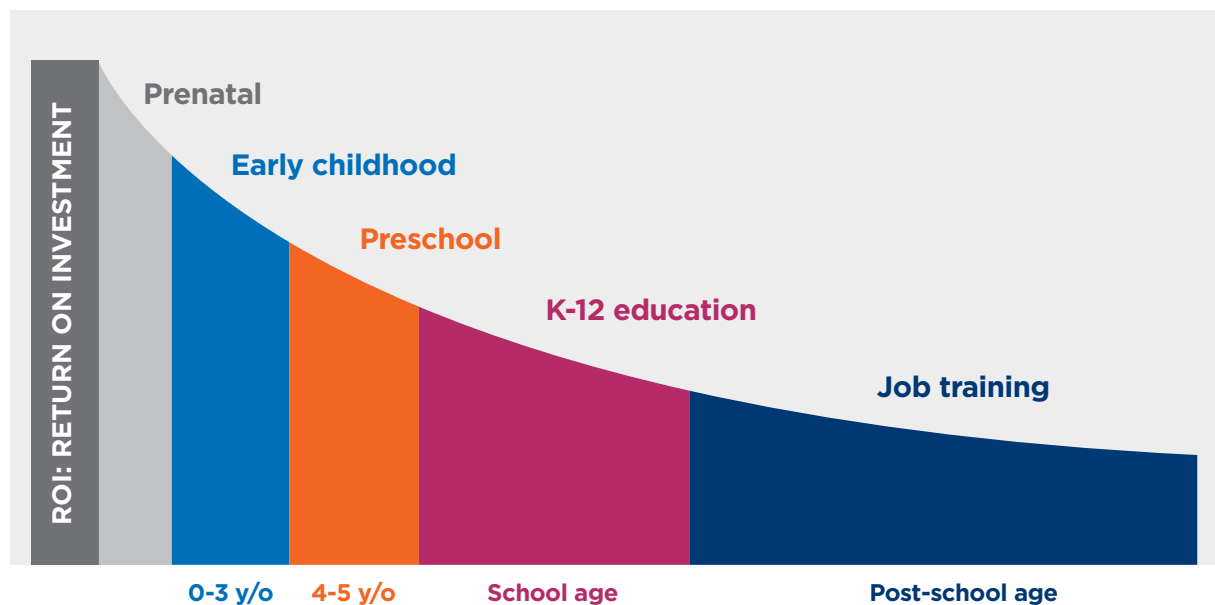 ROI: RETURN ON INVESTMENT
Prenatal
Early childhood
Preschool
K-12 education
Job training
0-3 y/o
4-5 y/o
School age
Post-school age